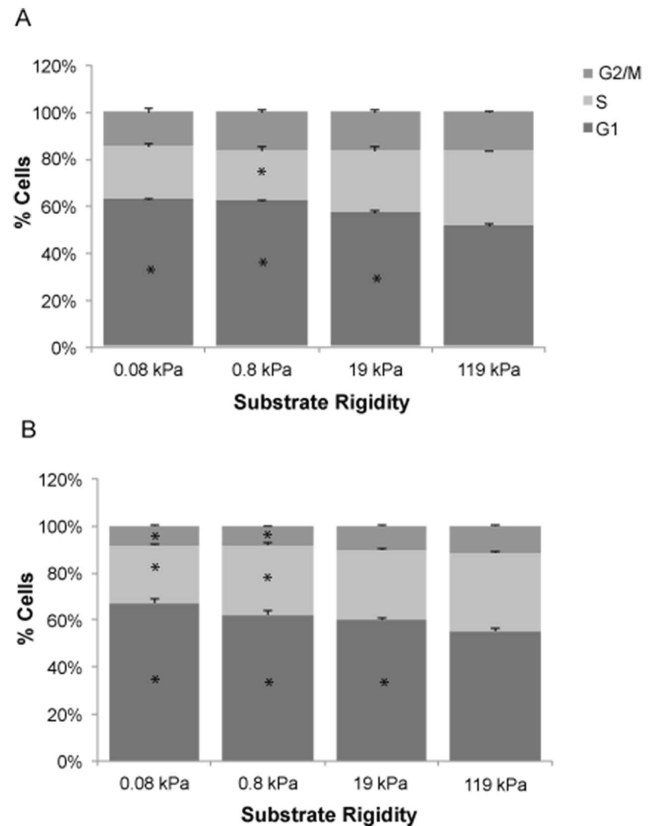 A
120%
100%
80%
60%
40%
20%
0%
% Cells
G2/M
S
G1
*
*
*
*
0.08 kPa 0.8 kPa 19 kPa 119 kPa
Substrate Rigidity
B
120%
100%
80%
60%
40%
20%
0%
% Cells
* *
* *
* * *
0.08 kPa 0.8 kPa 19 kPa 119 kPa
Substrate Rigidity